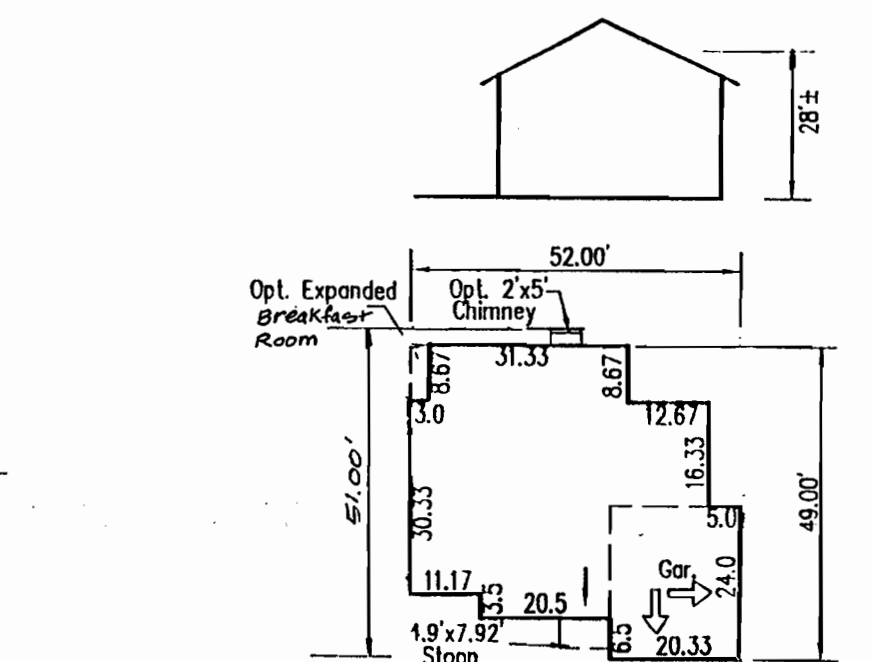 28'±
52.00'
Opt. Expanded
Breakfast
Room
Opt. 2'x5'
Chimney
31.33
8.67
8.67
3.0
12.67
16.33
51.00'
49.00'
30.33
5.0
Gar.
24.0
11.17
3.5
20.5
6.5
20.33
4.9'x7.92'
Stoop